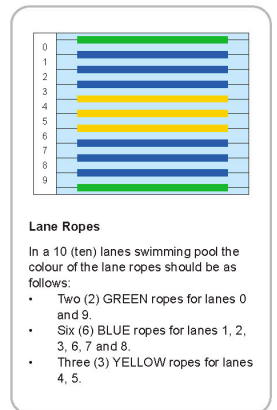 0
1
2
3
4
5
6
7
8
9
Lane Ropes
In a 10 (ten) lanes swimming pool the
colour of the lane ropes should be as
follows:
• Two (2) GREEN ropes for lanes 0
and 9.
• Six (6) BLUE ropes for lanes 1, 2,
3, 6, 7 and 8.
• Three (3) YELLOW ropes for lanes
4, 5.